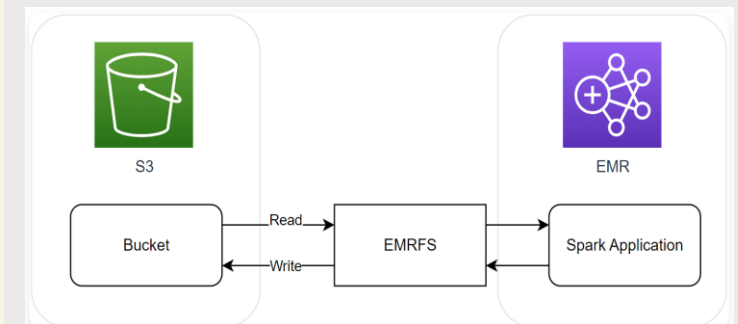 S3
EMR
Read
Bucket
EMRFS
Spark Application
Write